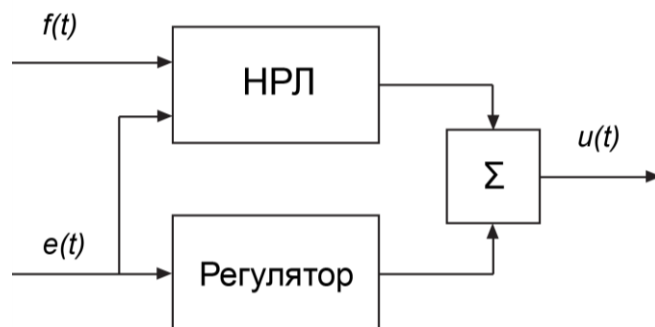 f(t)
НРЛ
Σ
u(t)
e(t)
Регулятор